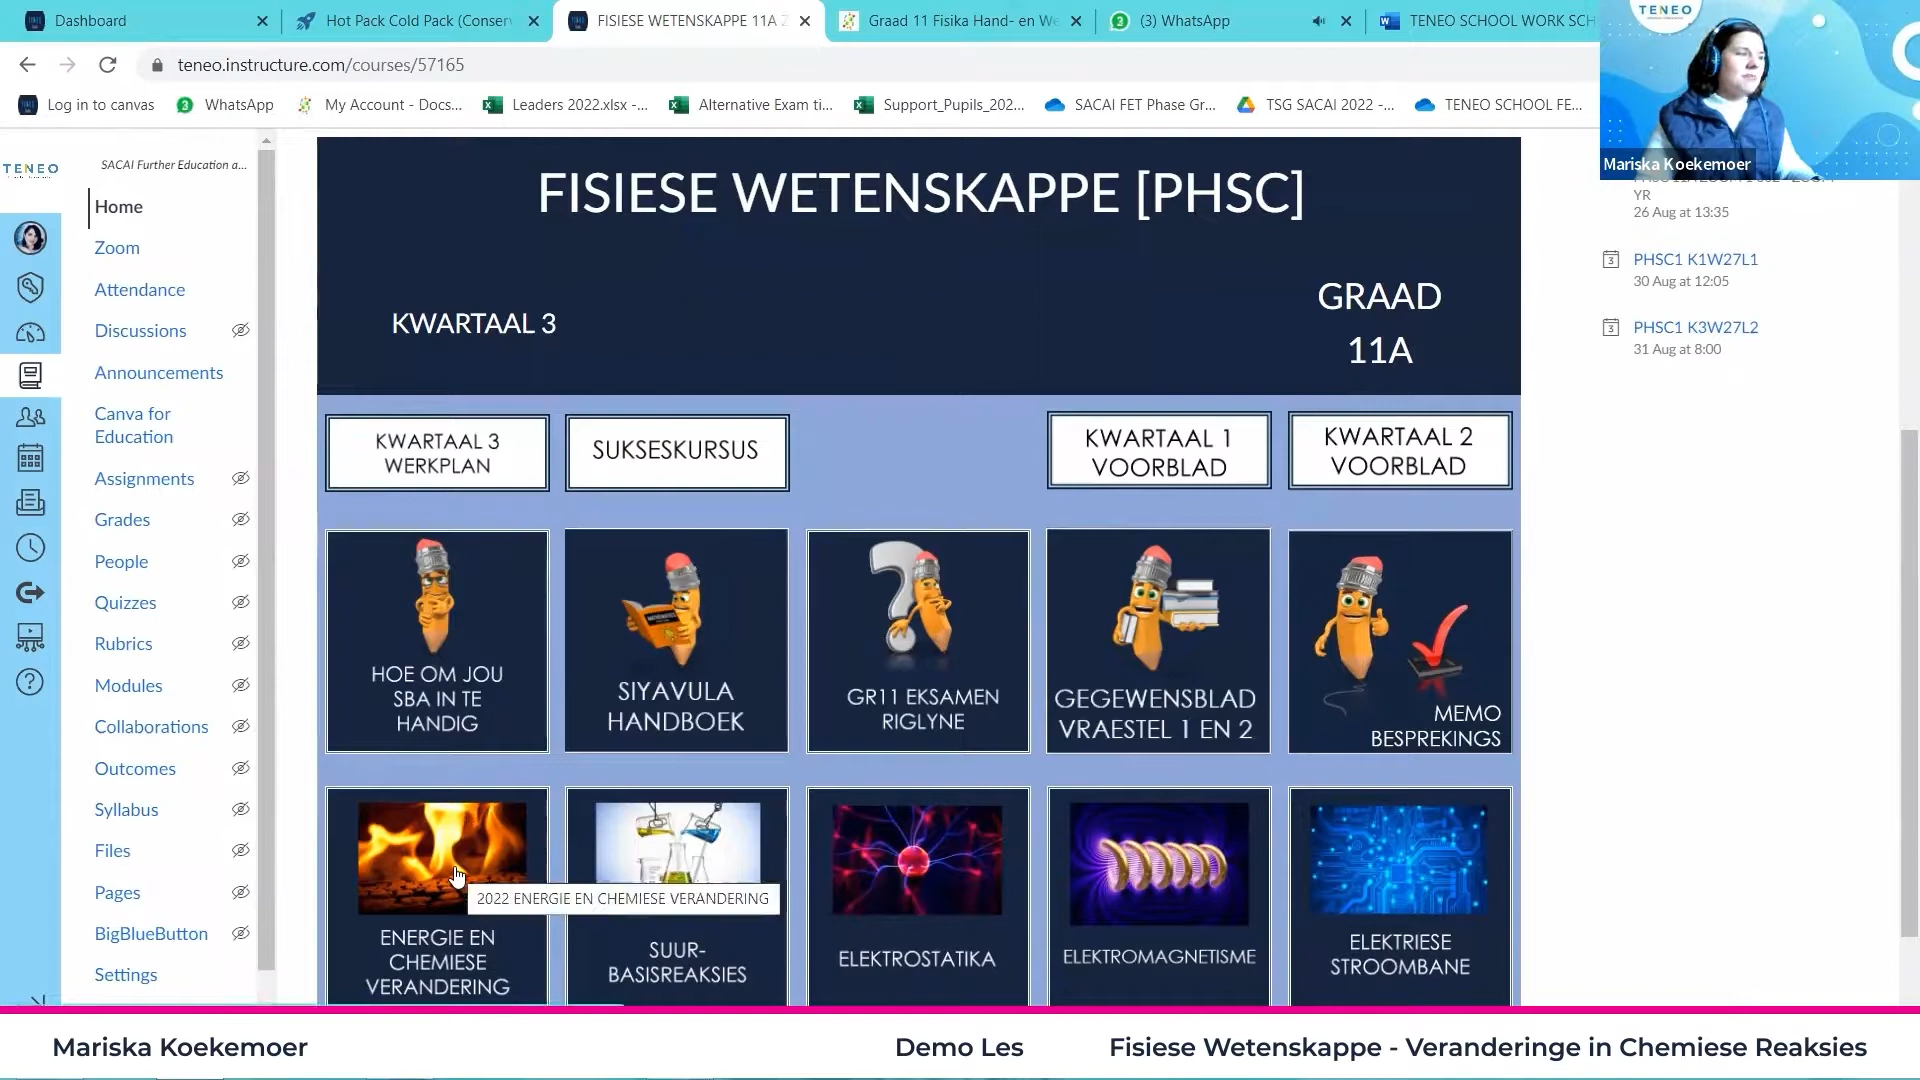 Dashboard
Hot Pack Cold Pack (Conser
FISIESE WETENSKAPPE 11A Z
Graad 11 Fisika Hand- en We
(3) WhatsApp
TENEO SCHOOL WORK SCH
TENEO
teneo.instructure.com/courses/57165
Log in to canvas
WhatsApp
My Account - Docs...
Leaders 2022.xlsx -...
Alternative Exam ti...
Support_Pupils_202...
SACAI FET Phase Gr...
TSG SACAI 2022 -...
TENEO SCHOOL FE...
Mariska Koekemoer
TENEO
SACAI Further Education a...
Home
Zoom
Attendance
Discussions
Announcements
Canva for
Education
Assignments
Grades
People
Quizzes
Rubrics
Modules
Collaborations
Outcomes
Syllabus
Files
Pages
BigBlueButton
Settings
FISIESE WETENSKAPPE [PHSC]
KWARTAAL 3
GRAAD
11A
KWARTAAL 3
WERKPLAN
SUKSESKURSUS
KWARTAAL 1
VOORBLAD
KWARTAAL 2
VOORBLAD
HOE OM JOU
SBA IN TE
HANDIG
SIYAVULA
HANDBOEK
GR11 EKSAMEN
RIGLYNE
GEGEWENSBLAD
VRAESTEL 1 EN 2
MEMO
BESPREKINGS
2022 ENERGIE EN CHEMIESE VERANDERING
ENERGIE EN
CHEMIESE
VERANDERING
SUUR-
BASISREAKSIES
ELEKTROSTATIKA
ELEKTROMAGNETISME
ELEKTRIESE
STROOMBANE
YR
26 Aug at 13:35
PHSC1 K1W27L1
30 Aug at 12:05
PHSC1 K3W27L2
31 Aug at 8:00
Mariska Koekemoer
Demo Les
Fisiese Wetenskappe - Veranderinge in Chemiese Reaksies